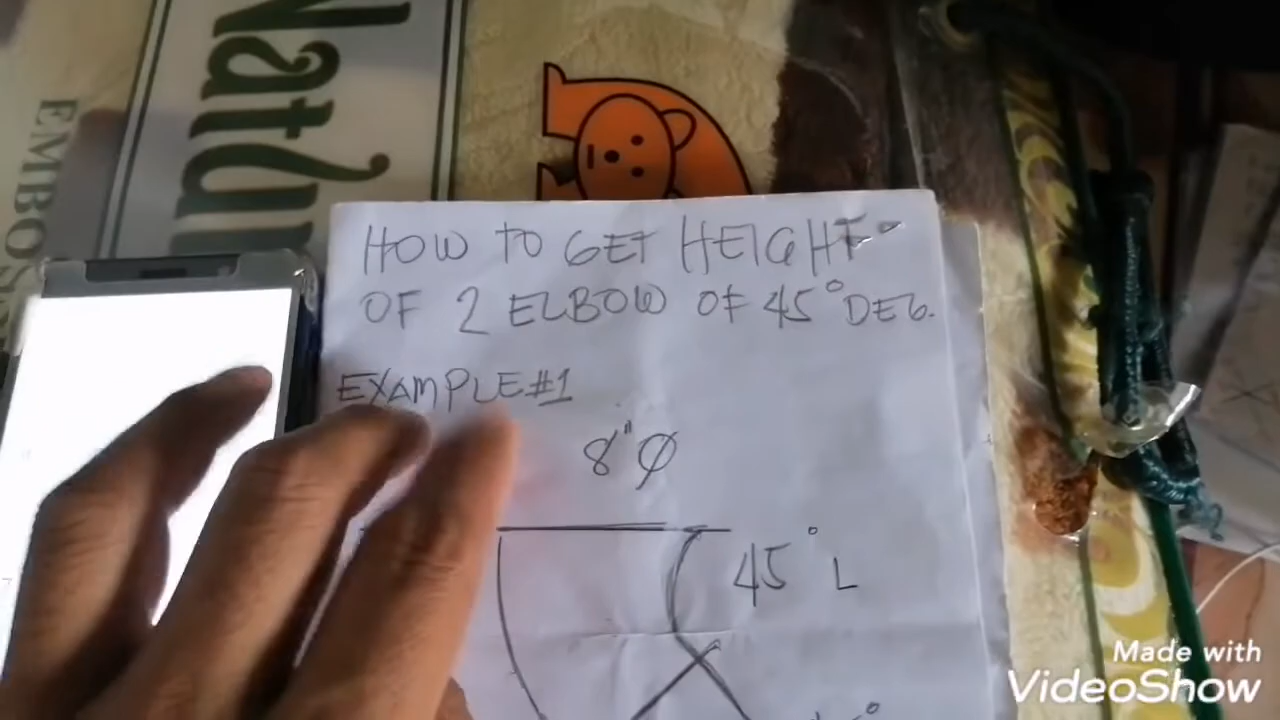 Natur
EMBOS
HOW TO GET HEIGHT
OF 2 ELBOW OF 45° DEG.
EXAMPLE #1
8"Ø
45° L
Made with
VideoShow